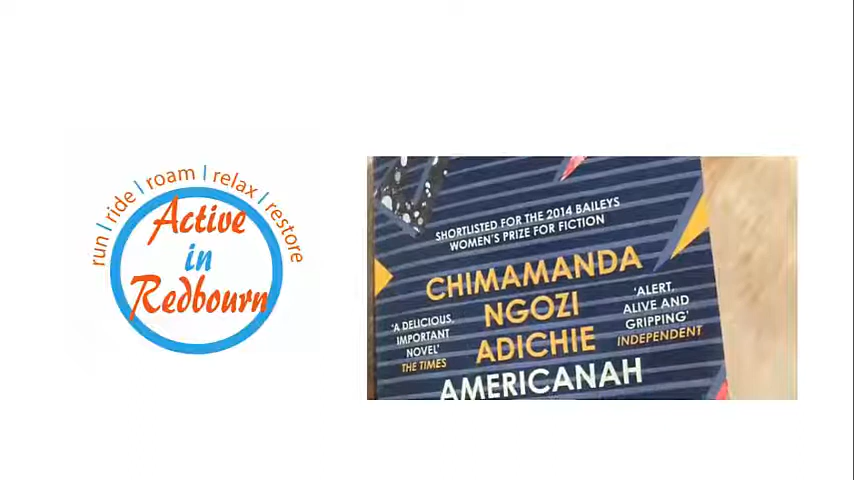 run | ride | roam | relax | restore
Active
in
Redbourn
SHORTLISTED FOR THE 2014 BAILEYS
WOMEN'S PRIZE FOR FICTION
CHIMAMANDA
NGOZI
ADICHIE
AMERICANAH
'A DELICIOUS,
IMPORTANT
NOVEL'
THE TIMES
'ALERT,
ALIVE AND
GRIPPING'
INDEPENDENT